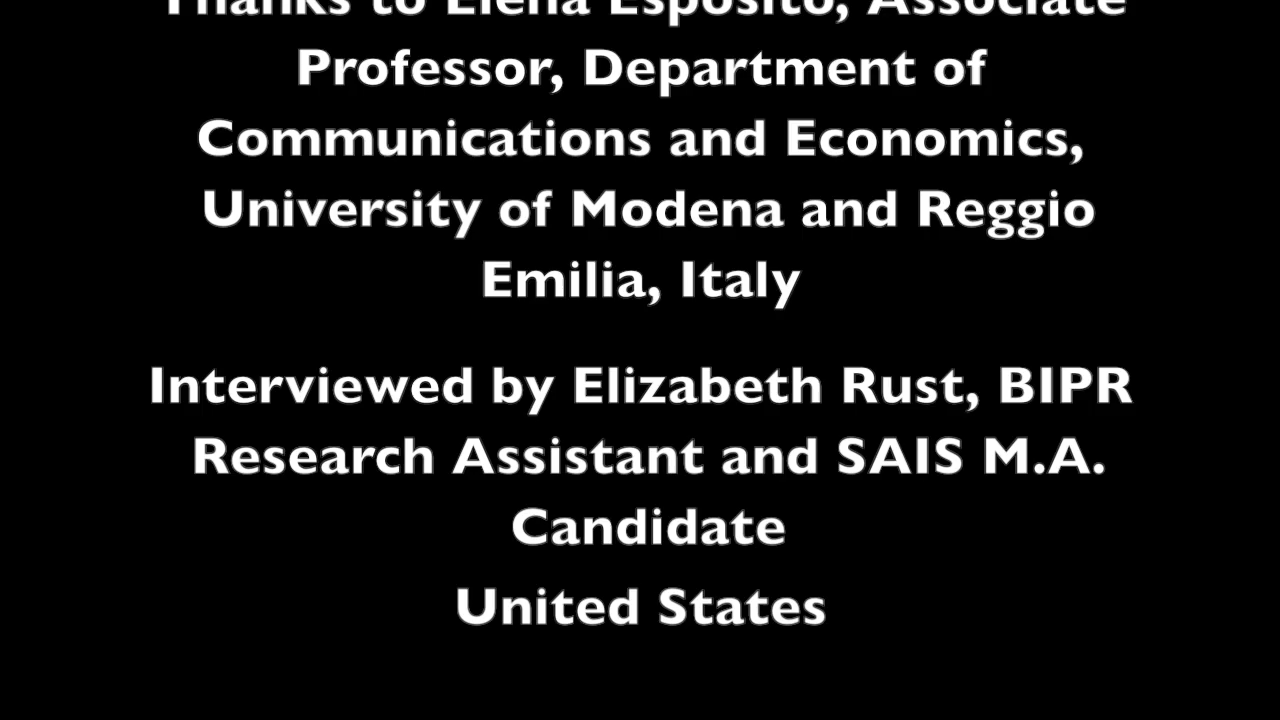 Thanks to Elena Esposito, Associate
Professor, Department of
Communications and Economics,
University of Modena and Reggio
Emilia, Italy
Interviewed by Elizabeth Rust, BIPR
Research Assistant and SAIS M.A.
Candidate
United States